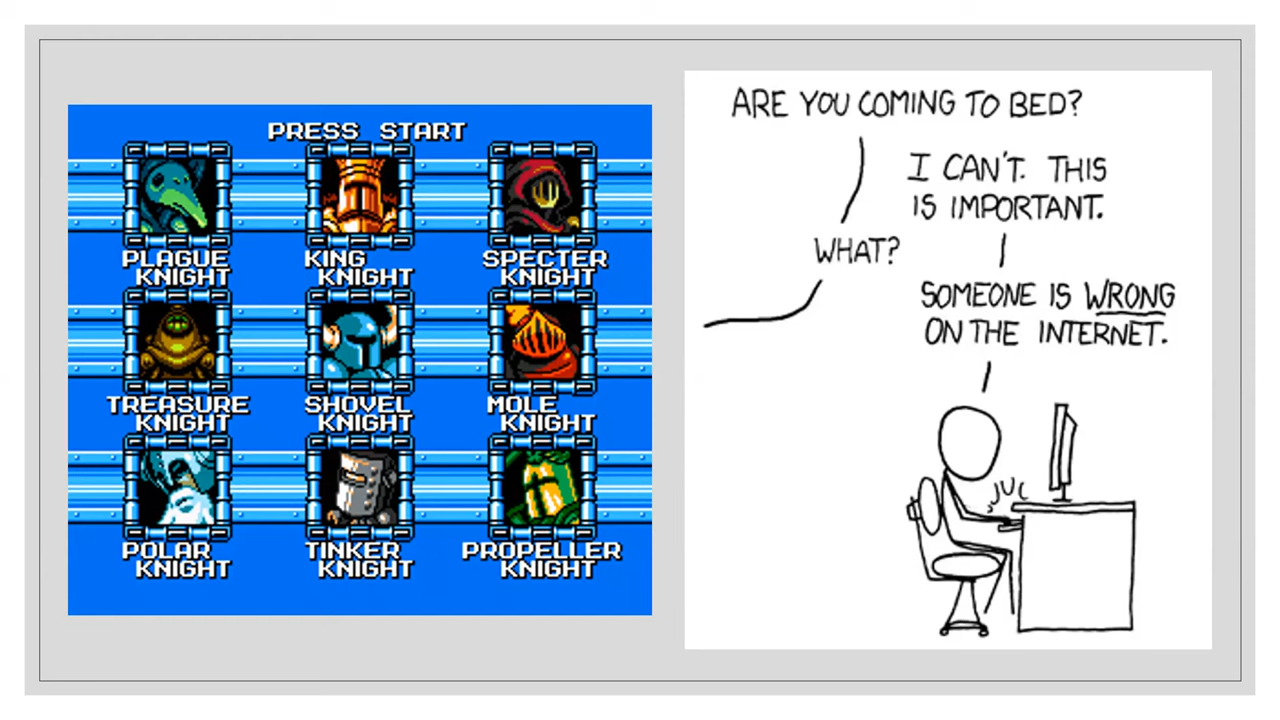 PRESS START
PLAGUE
KNIGHT
KING
KNIGHT
SPECTER
KNIGHT
TREASURE
KNIGHT
SHOVEL
KNIGHT
MOLE
KNIGHT
POLAR
KNIGHT
TINKER
KNIGHT
PROPELLER
KNIGHT
ARE YOU COMING TO BED?
I CAN'T. THIS
IS IMPORTANT.
WHAT?
SOMEONE IS WRONG
ON THE INTERNET.